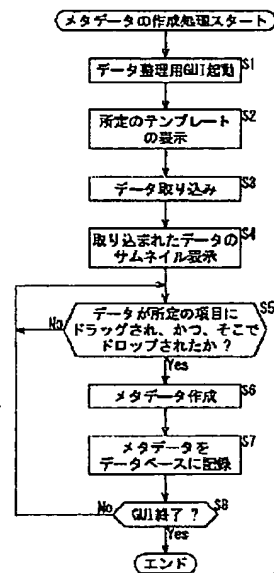 メタデータの作成処理スタート
S1
データ整理用GUI起動
S2
所定のテンプレート
の表示
S3
データ取り込み
S4
取り込まれたデータの
サムネイル表示
S5
データが所定の項目に
ドラッグされ、かつ、そこで
ドロップされたか？
No
Yes
S6
メタデータ作成
S7
メタデータを
データベースに記録
S8
No
GUI終了？
Yes
エンド